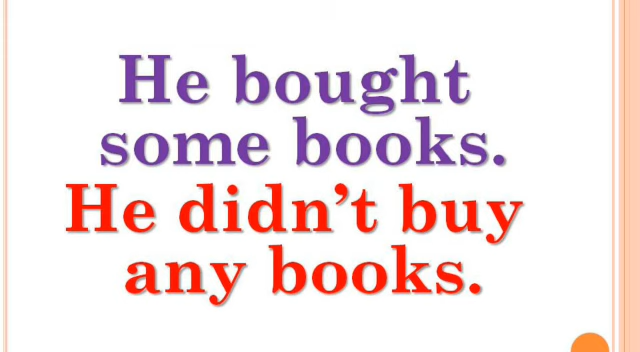 He bought
some books.
He didn’t buy
any books.